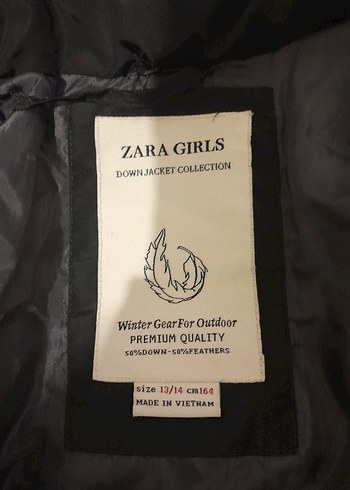 ZARA GIRLS
DOWN JACKET COLLECTION
Winter Gear For Outdoor
PREMIUM QUALITY
50%DOWN-50%FEATHERS
size 13/14 cm164
MADE IN VIETNAM